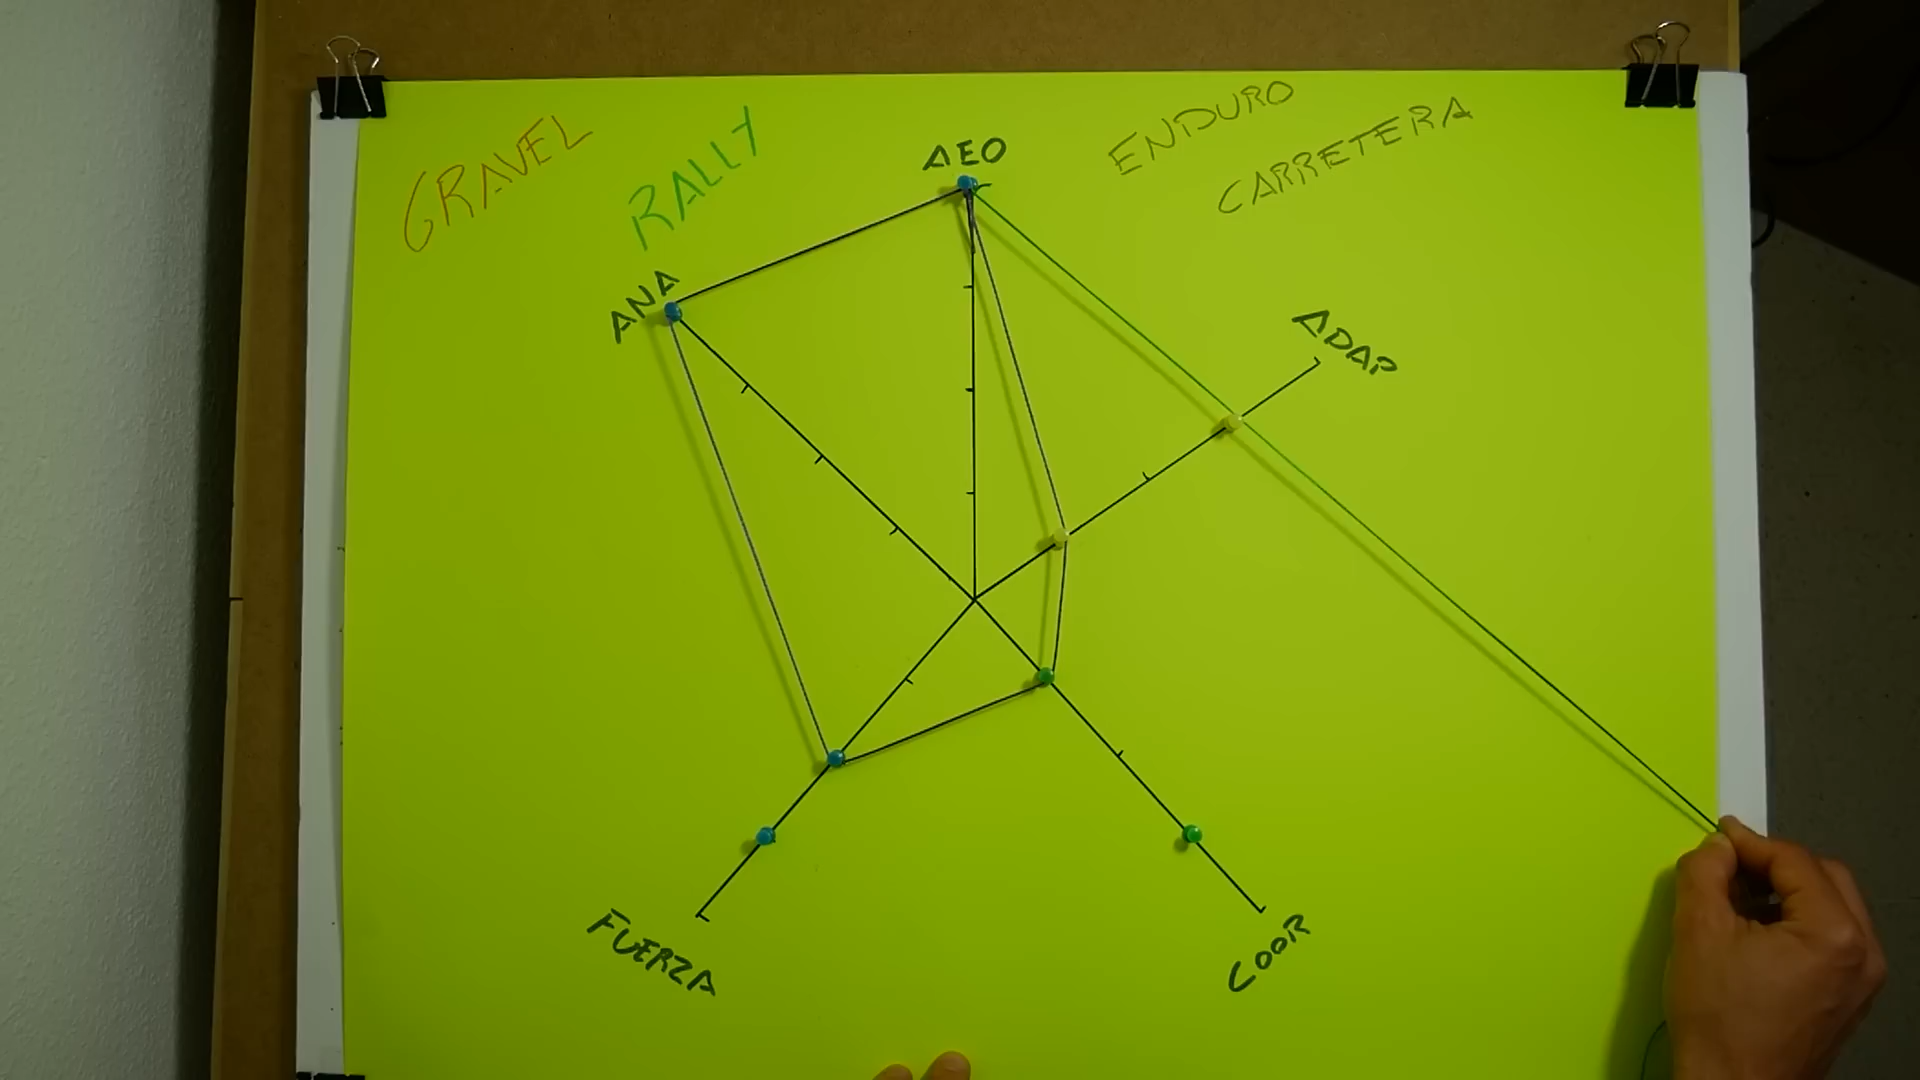 GRAVEL
RALLY
AEO
ENDURO
CARRETERA
ANA
ADAP
FUERZA
COOR